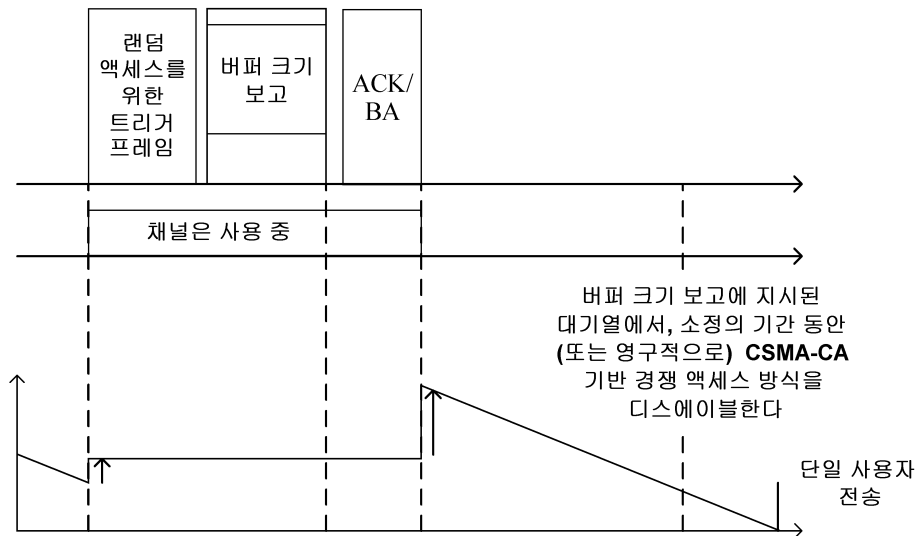 랜덤
액세스를
위한
트리거
프레임
버퍼 크기
보고
ACK/
BA
채널은 사용 중
버퍼 크기 보고에 지시된
대기열에서, 소정의 기간 동안
(또는 영구적으로) CSMA-CA
기반 경쟁 액세스 방식을
디스에이블한다
단일 사용자
전송